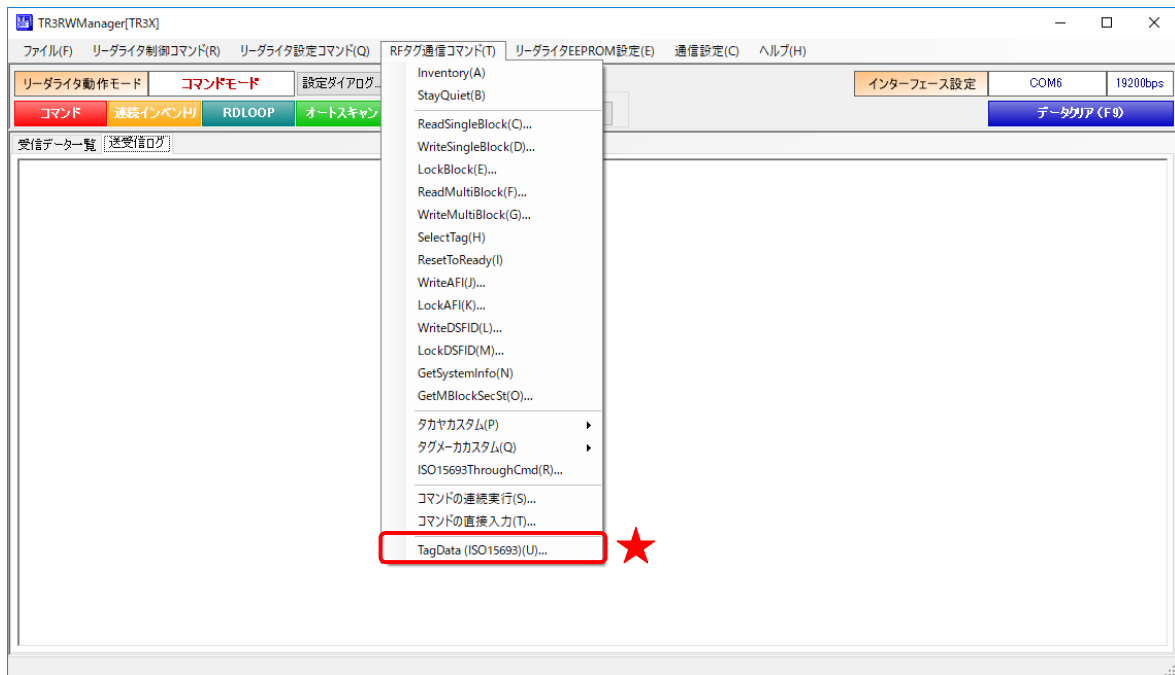 TR3RWManager[TR3X]
ファイル(F) リーダライタ制御コマンド(R) リーダライタ設定コマンド(Q) RFタグ通信コマンド(T) リーダライタEEPROM設定(E) 通信設定(C) ヘルプ(H)
リーダライタ動作モード コマンドモード 設定ダイアログ... インターフェース設定 COM6 19200bps
コマンド 連続インベントリ RDLOOP オートスキャン データクリア (F9)
受信データ一覧 送受信ログ
Inventory(A)
StayQuiet(B)
ReadSingleBlock(C)...
WriteSingleBlock(D)...
LockBlock(E)...
ReadMultiBlock(F)...
WriteMultiBlock(G)...
SelectTag(H)
ResetToReady(I)
WriteAFI(J)...
LockAFI(K)...
WriteDSFID(L)...
LockDSFID(M)...
GetSystemInfo(N)
GetMBlockSecSt(O)...
タカヤカスタム(P)
タグメーカカスタム(Q)
ISO15693ThroughCmd(R)...
コマンドの連続実行(S)...
コマンドの直接入力(T)...
TagData (ISO15693)(U)...